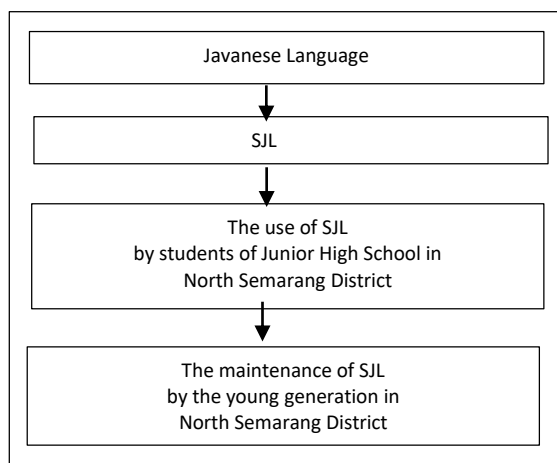 Javanese Language
SJL
The use of SJL
by students of Junior High School in
North Semarang District
The maintenance of SJL
by the young generation in
North Semarang District